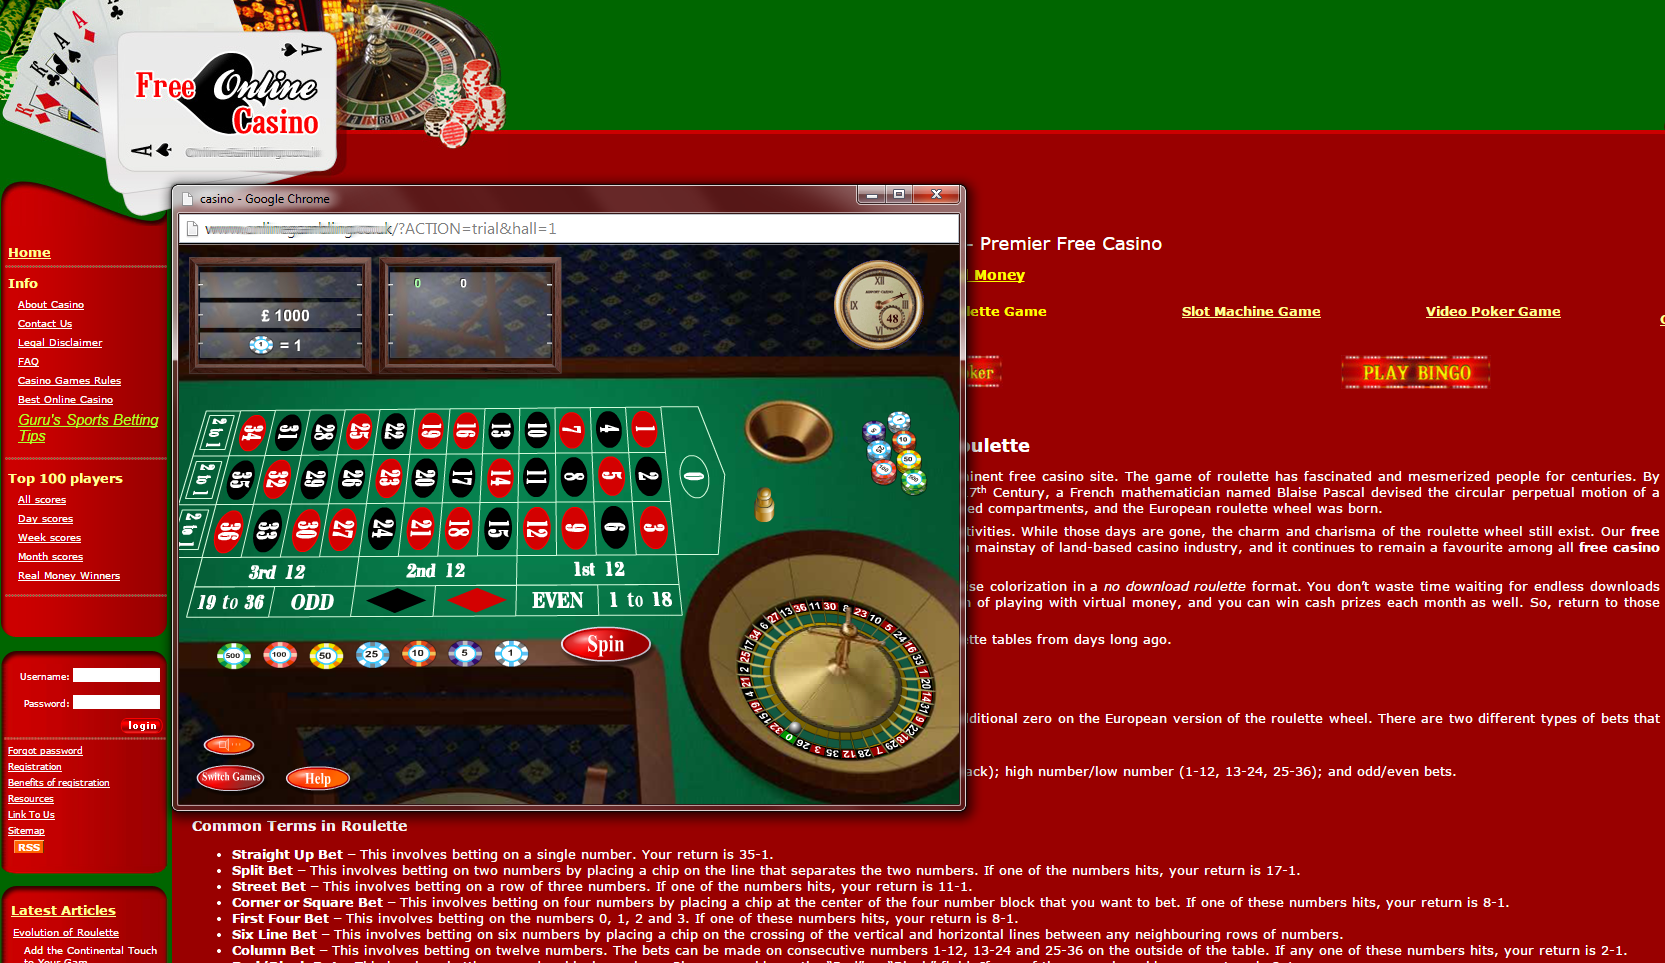 Free Online
Casino
casino - Google Chrome
/?ACTION=trial&hall=1
Home
Info
About Casino
Contact Us
Legal Disclaimer
FAQ
Casino Games Rules
Best Online Casino
Guru's Sports Betting
Tips
Top 100 players
All scores
Day scores
Week scores
Month scores
Real Money Winners
Username:
Password:
login
Forgot password
Registration
Benefits of registration
Resources
Link To Us
Sitemap
RSS
Latest Articles
Evolution of Roulette
Add the Continental Touch
to Your Gam
0 0
£ 1000
1 = 1
XII
III
VI
IX
48
2 to 1 34 31 28 25 22 19 16 13 10 7 4 1
2 to 1 35 32 29 26 23 20 17 14 11 8 5 2 0
2 to 1 36 33 30 27 24 21 18 15 12 9 6 3
3rd 12 2nd 12 1st 12
19 to 36 ODD EVEN 1 to 18
500 100 50 25 10 5 1
Spin
Switch Games Help
- Premier Free Casino
Money
lette Game Slot Machine Game Video Poker Game
ker PLAY BINGO
oulette
inent free casino site. The game of roulette has fascinated and mesmerized people for centuries. By
7th Century, a French mathematician named Blaise Pascal devised the circular perpetual motion of a
ed compartments, and the European roulette wheel was born.
tivities. While those days are gone, the charm and charisma of the roulette wheel still exist. Our free
mainstay of land-based casino industry, and it continues to remain a favourite among all free casino
ise colorization in a no download roulette format. You don't waste time waiting for endless downloads
of playing with virtual money, and you can win cash prizes each month as well. So, return to those
ette tables from days long ago.
ditional zero on the European version of the roulette wheel. There are two different types of bets that
ack); high number/low number (1-12, 13-24, 25-36); and odd/even bets.
Common Terms in Roulette
• Straight Up Bet – This involves betting on a single number. Your return is 35-1.
• Split Bet – This involves betting on two numbers by placing a chip on the line that separates the two numbers. If one of the numbers hits, your return is 17-1.
• Street Bet – This involves betting on a row of three numbers. If one of the numbers hits, your return is 11-1.
• Corner or Square Bet – This involves betting on four numbers by placing a chip at the center of the four number block that you want to bet. If one of these numbers hits, your return is 8-1.
• First Four Bet – This involves betting on the numbers 0, 1, 2 and 3. If one of these numbers hits, your return is 8-1.
• Six Line Bet – This involves betting on six numbers by placing a chip on the crossing of the vertical and horizontal lines between any neighbouring rows of numbers.
• Column Bet – This involves betting on twelve numbers. The bets can be made on consecutive numbers 1-12, 13-24 and 25-36 on the outside of the table. If any one of these numbers hits, your return is 2-1.